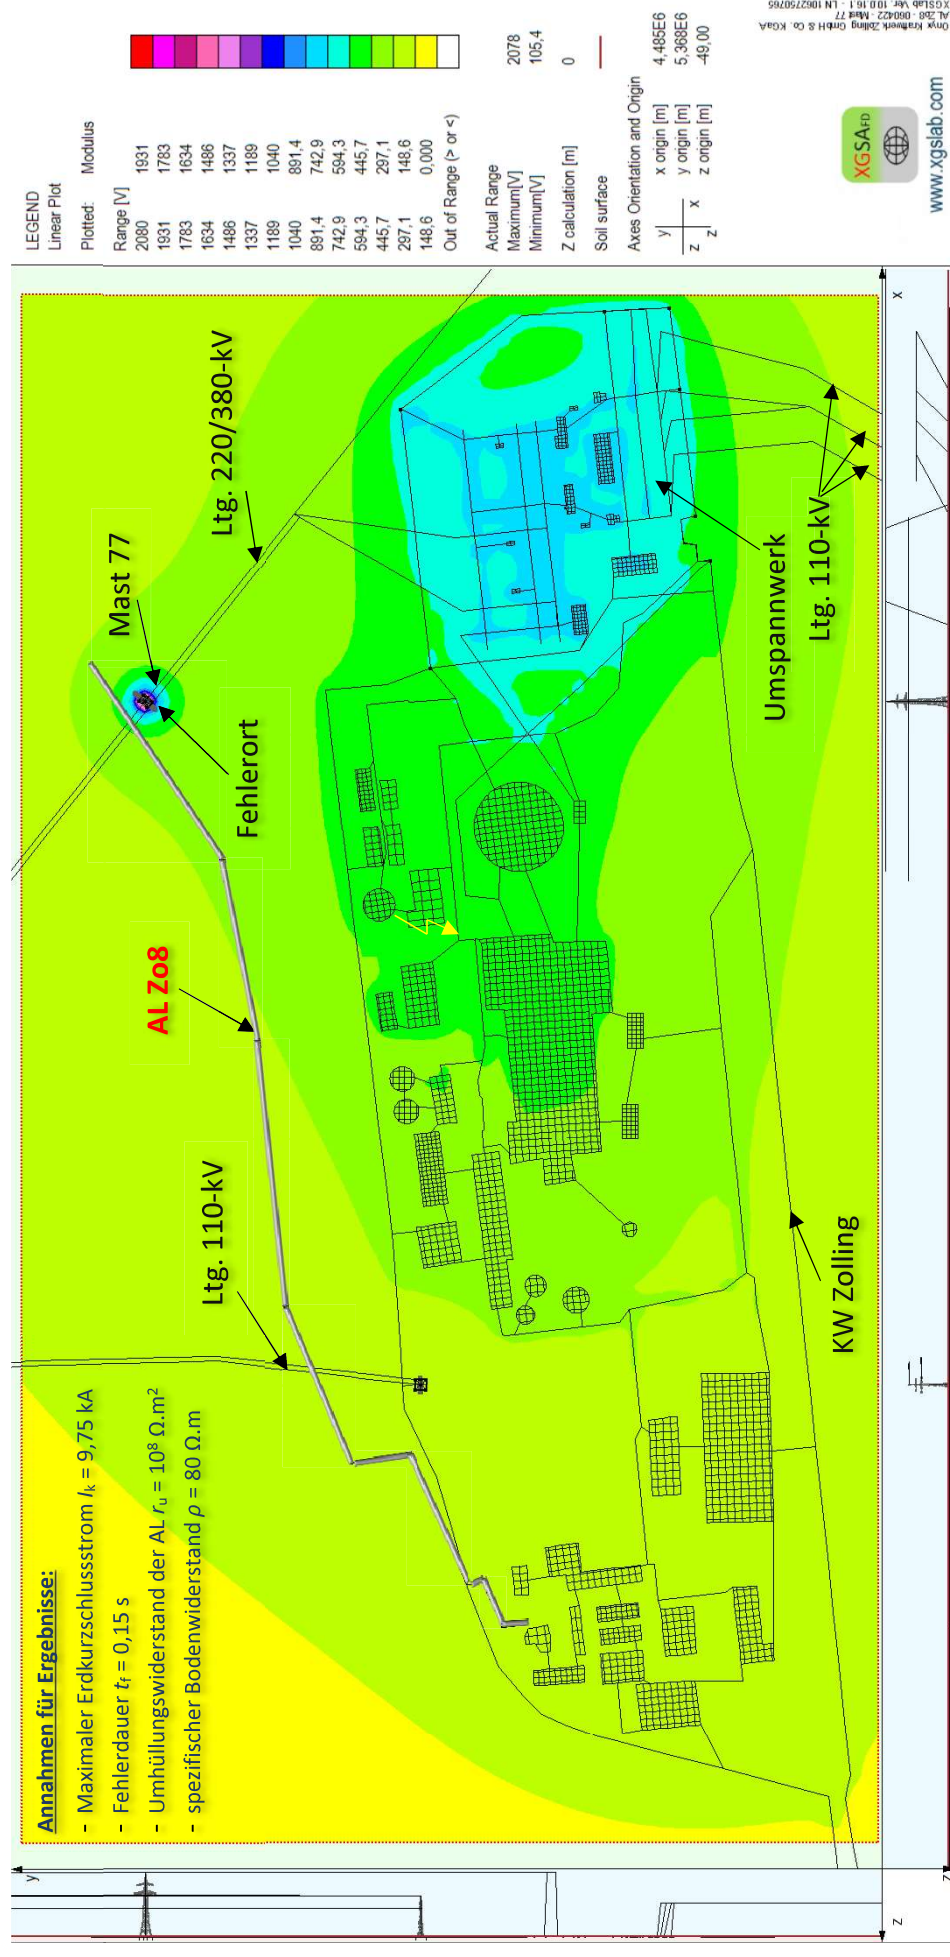 Annahmen für Ergebnisse:
- Maximaler Erdkurzschlussstrom Ik = 9,75 kA
- Fehlerdauer tf = 0,15 s
- Umhüllungswiderstand der AL ru = 10⁸ Ω.m²
- spezifischer Bodenwiderstand ρ = 80 Ω.m
Ltg. 110-kV
AL Zo8
Fehlerort
Mast 77
Ltg. 220/380-kV
KW Zolling
Umspannwerk
Ltg. 110-kV
y
z
x
z
LEGEND
Linear Plot
Plotted: Modulus
Range [V]
2080 1931
1931 1783
1783 1634
1634 1486
1486 1337
1337 1189
1189 1040
1040 891,4
891,4 742,9
742,9 594,3
594,3 445,7
445,7 297,1
297,1 148,6
148,6 0,000
Out of Range (> or <)
Actual Range
Maximum[V] 2078
Minimum[V] 105,4
Z calculation [m] 0
Soil surface
Axes Orientation and Origin
y
z x
z
x origin [m] 4,485E6
y origin [m] 5,368E6
z origin [m] -49,00
XGSA FD
www.xgslab.com
Onyx Kraftwerk Zolling GmbH & Co. KGaA
AL Zo8 - 060422 - Mast 77
XGSLab Ver. 10.0.16.1 - LN 1062750765